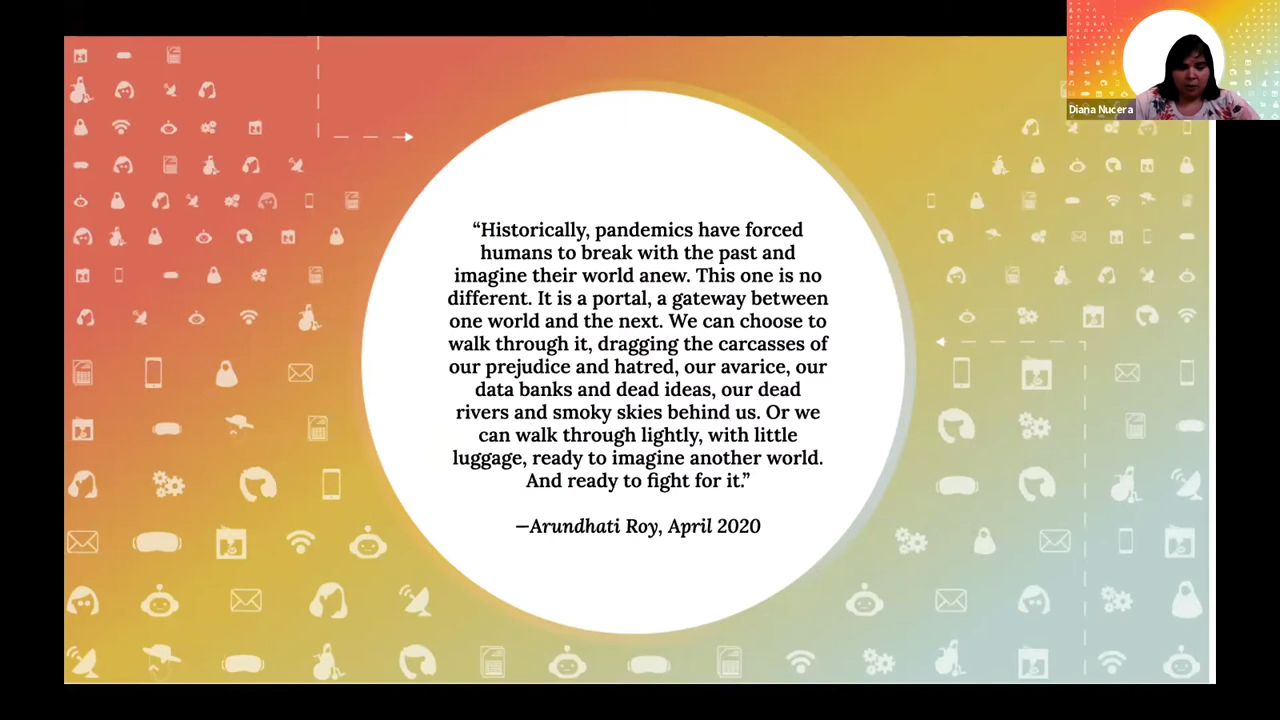 Diana Nucera
“Historically, pandemics have forced
humans to break with the past and
imagine their world anew. This one is no
different. It is a portal, a gateway between
one world and the next. We can choose to
walk through it, dragging the carcasses of
our prejudice and hatred, our avarice, our
data banks and dead ideas, our dead
rivers and smoky skies behind us. Or we
can walk through lightly, with little
luggage, ready to imagine another world.
And ready to fight for it.”
—Arundhati Roy, April 2020